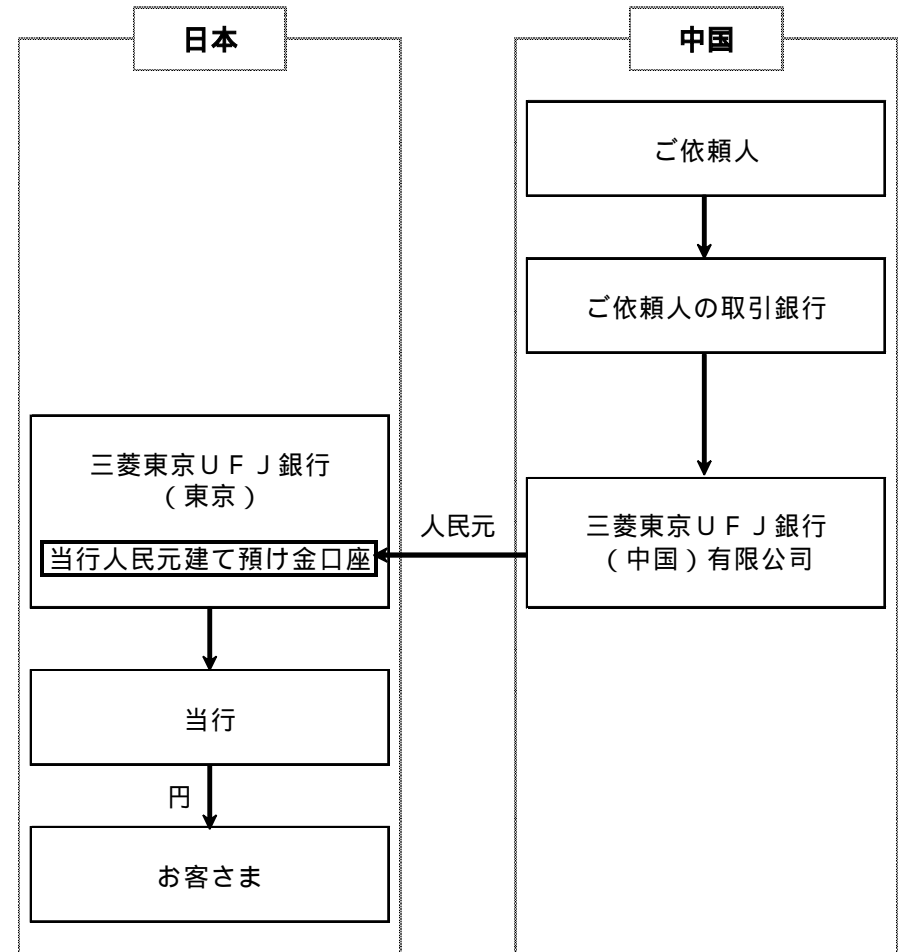 日本
中国
ご依頼人
ご依頼人の取引銀行
三菱東京ＵＦＪ銀行
（東京）
当行人民元建て預け金口座
人民元
三菱東京ＵＦＪ銀行
（中国）有限公司
当行
円
お客さま